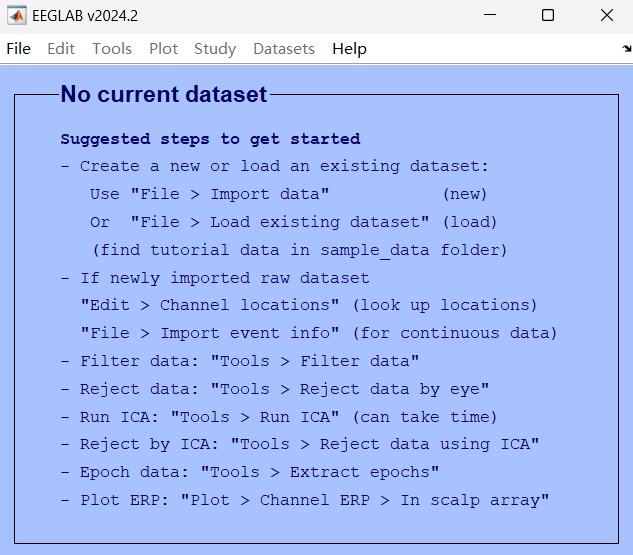 EEGLAB v2024.2
File Edit Tools Plot Study Datasets Help
No current dataset
Suggested steps to get started
- Create a new or load an existing dataset:
Use "File > Import data" (new)
Or "File > Load existing dataset" (load)
(find tutorial data in sample_data folder)
- If newly imported raw dataset
"Edit > Channel locations" (look up locations)
"File > Import event info" (for continuous data)
- Filter data: "Tools > Filter data"
- Reject data: "Tools > Reject data by eye"
- Run ICA: "Tools > Run ICA" (can take time)
- Reject by ICA: "Tools > Reject data using ICA"
- Epoch data: "Tools > Extract epochs"
- Plot ERP: "Plot > Channel ERP > In scalp array"